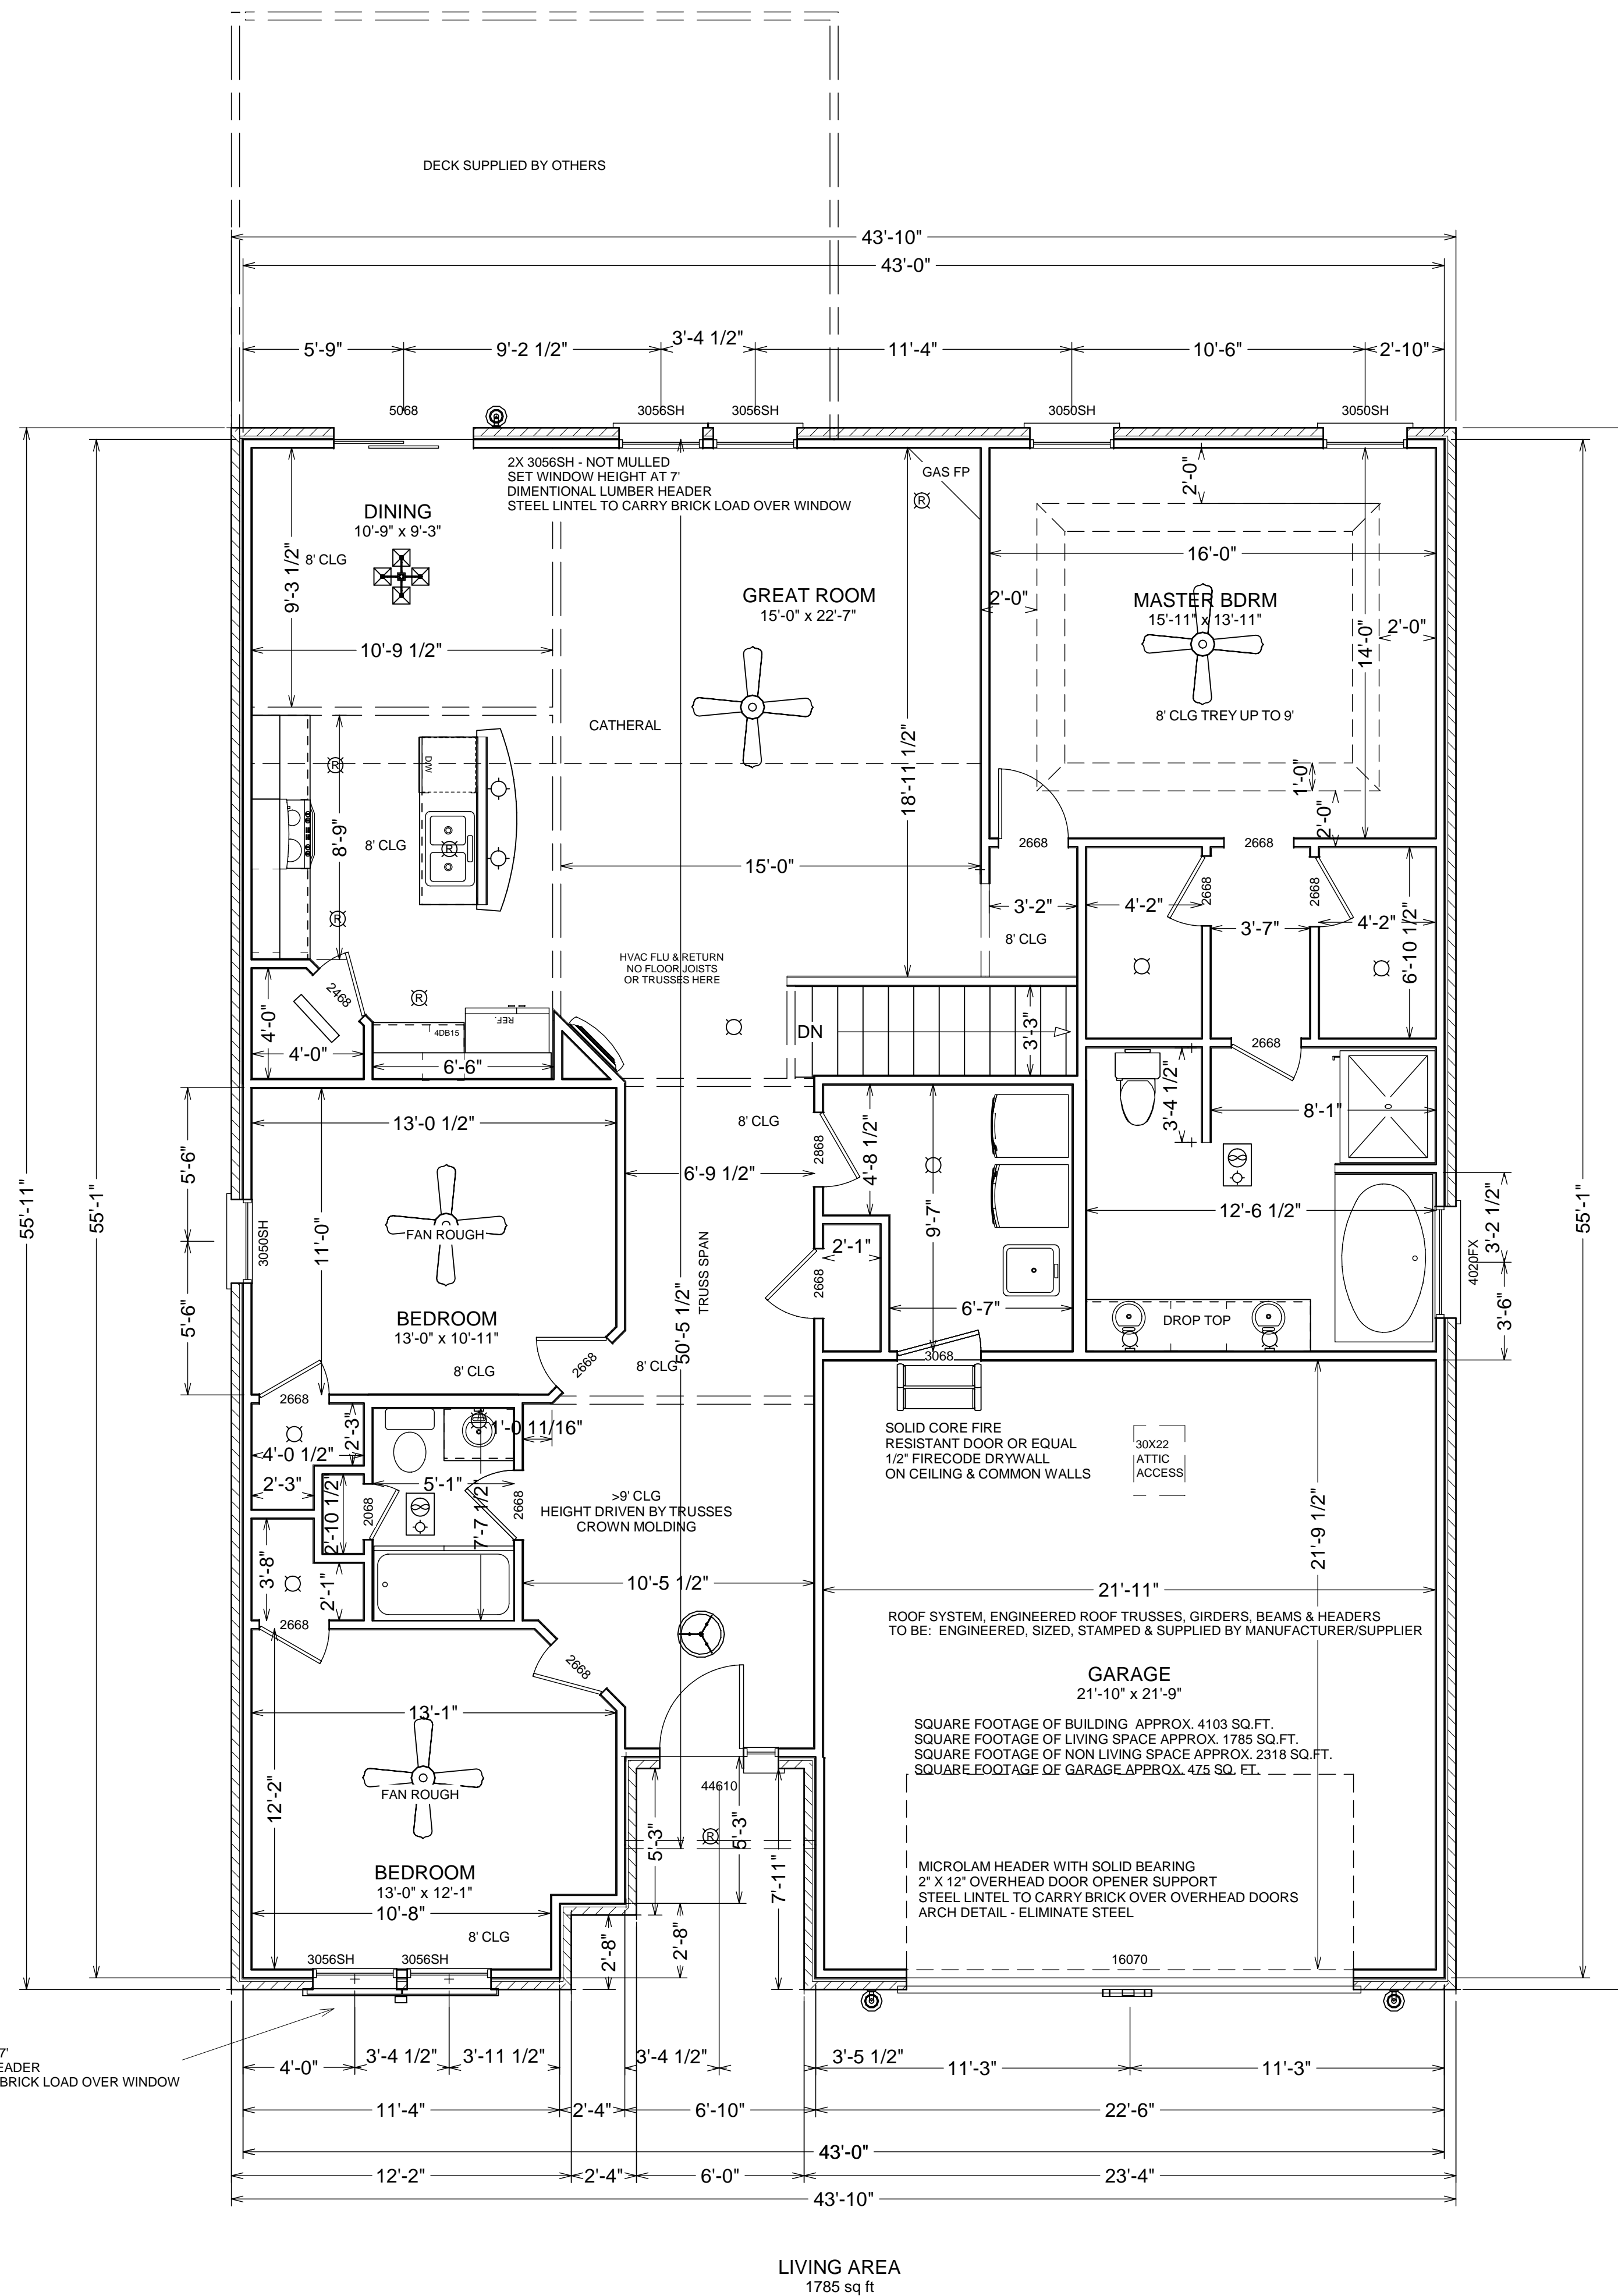 DECK SUPPLIED BY OTHERS
43'-10"
43'-0"
5'-9" 9'-2 1/2" 3'-4 1/2" 11'-4" 10'-6" 2'-10"
5068 3056SH 3056SH 3050SH 3050SH
2X 3056SH - NOT MULLED
SET WINDOW HEIGHT AT 7'
DIMENTIONAL LUMBER HEADER
STEEL LINTEL TO CARRY BRICK LOAD OVER WINDOW
GAS FP
R
2'-0"
DINING
10'-9" x 9'-3"
8' CLG
9'-3 1/2"
10'-9 1/2"
GREAT ROOM
15'-0" x 22'-7"
16'-0"
2'-0"
MASTER BDRM
15'-11" x 13'-11"
14'-0"
2'-0"
8' CLG TREY UP TO 9'
1'-0"
2'-0"
CATHERAL
18'-11 1/2"
R
D/W
8'-9"
8' CLG
R
R
15'-0"
2668
2668
3'-2"
8' CLG
4'-2"
2668
3'-7"
2668
4'-2"
6'-10 1/2"
HVAC FLU & RETURN
NO FLOOR JOISTS
OR TRUSSES HERE
2468
R
4'-0"
4'-0"
4DB15
REF.
6'-6"
DN
3'-3"
2668
3'-4 1/2"
8'-1"
55'-11"
55'-1"
55'-1"
5'-6"
5'-6"
3050SH
13'-0 1/2"
11'-0"
FAN ROUGH
BEDROOM
13'-0" x 10'-11"
8' CLG
2668
8' CLG
6'-9 1/2"
TRUSS SPAN
50'-5 1/2"
8' CLG
2868
4'-8 1/2"
9'-7"
2'-1"
2668
6'-7"
3068
12'-6 1/2"
DROP TOP
4020FX
3'-2 1/2"
3'-6"
2668
4'-0 1/2"
2'-3"
2'-3"
2'-10 1/2"
2068
5'-1"
7'-7 1/2"
1'-0 11/16"
2668
>9' CLG
HEIGHT DRIVEN BY TRUSSES
CROWN MOLDING
10'-5 1/2"
3'-8"
2'-1"
2668
2668
SOLID CORE FIRE
RESISTANT DOOR OR EQUAL
1/2" FIRECODE DRYWALL
ON CEILING & COMMON WALLS
30X22
ATTIC
ACCESS
21'-9 1/2"
21'-11"
ROOF SYSTEM, ENGINEERED ROOF TRUSSES, GIRDERS, BEAMS & HEADERS
TO BE: ENGINEERED, SIZED, STAMPED & SUPPLIED BY MANUFACTURER/SUPPLIER
GARAGE
21'-10" x 21'-9"
SQUARE FOOTAGE OF BUILDING APPROX. 4103 SQ.FT.
SQUARE FOOTAGE OF LIVING SPACE APPROX. 1785 SQ.FT.
SQUARE FOOTAGE OF NON LIVING SPACE APPROX. 2318 SQ.FT.
SQUARE FOOTAGE OF GARAGE APPROX. 475 SQ. FT.
13'-1"
12'-2"
FAN ROUGH
BEDROOM
13'-0" x 12'-1"
10'-8"
8' CLG
3056SH 3056SH
44610
R
5'-3"
5'-3"
7'-11"
2'-8"
2'-8"
MICROLAM HEADER WITH SOLID BEARING
2" X 12" OVERHEAD DOOR OPENER SUPPORT
STEEL LINTEL TO CARRY BRICK OVER OVERHEAD DOORS
ARCH DETAIL - ELIMINATE STEEL
16070
7'
EADER
BRICK LOAD OVER WINDOW
4'-0" 3'-4 1/2" 3'-11 1/2" 3'-4 1/2" 3'-5 1/2" 11'-3" 11'-3"
11'-4" 2'-4" 6'-10" 22'-6"
43'-0"
12'-2" 2'-4" 6'-0" 23'-4"
43'-10"
LIVING AREA
1785 sq ft